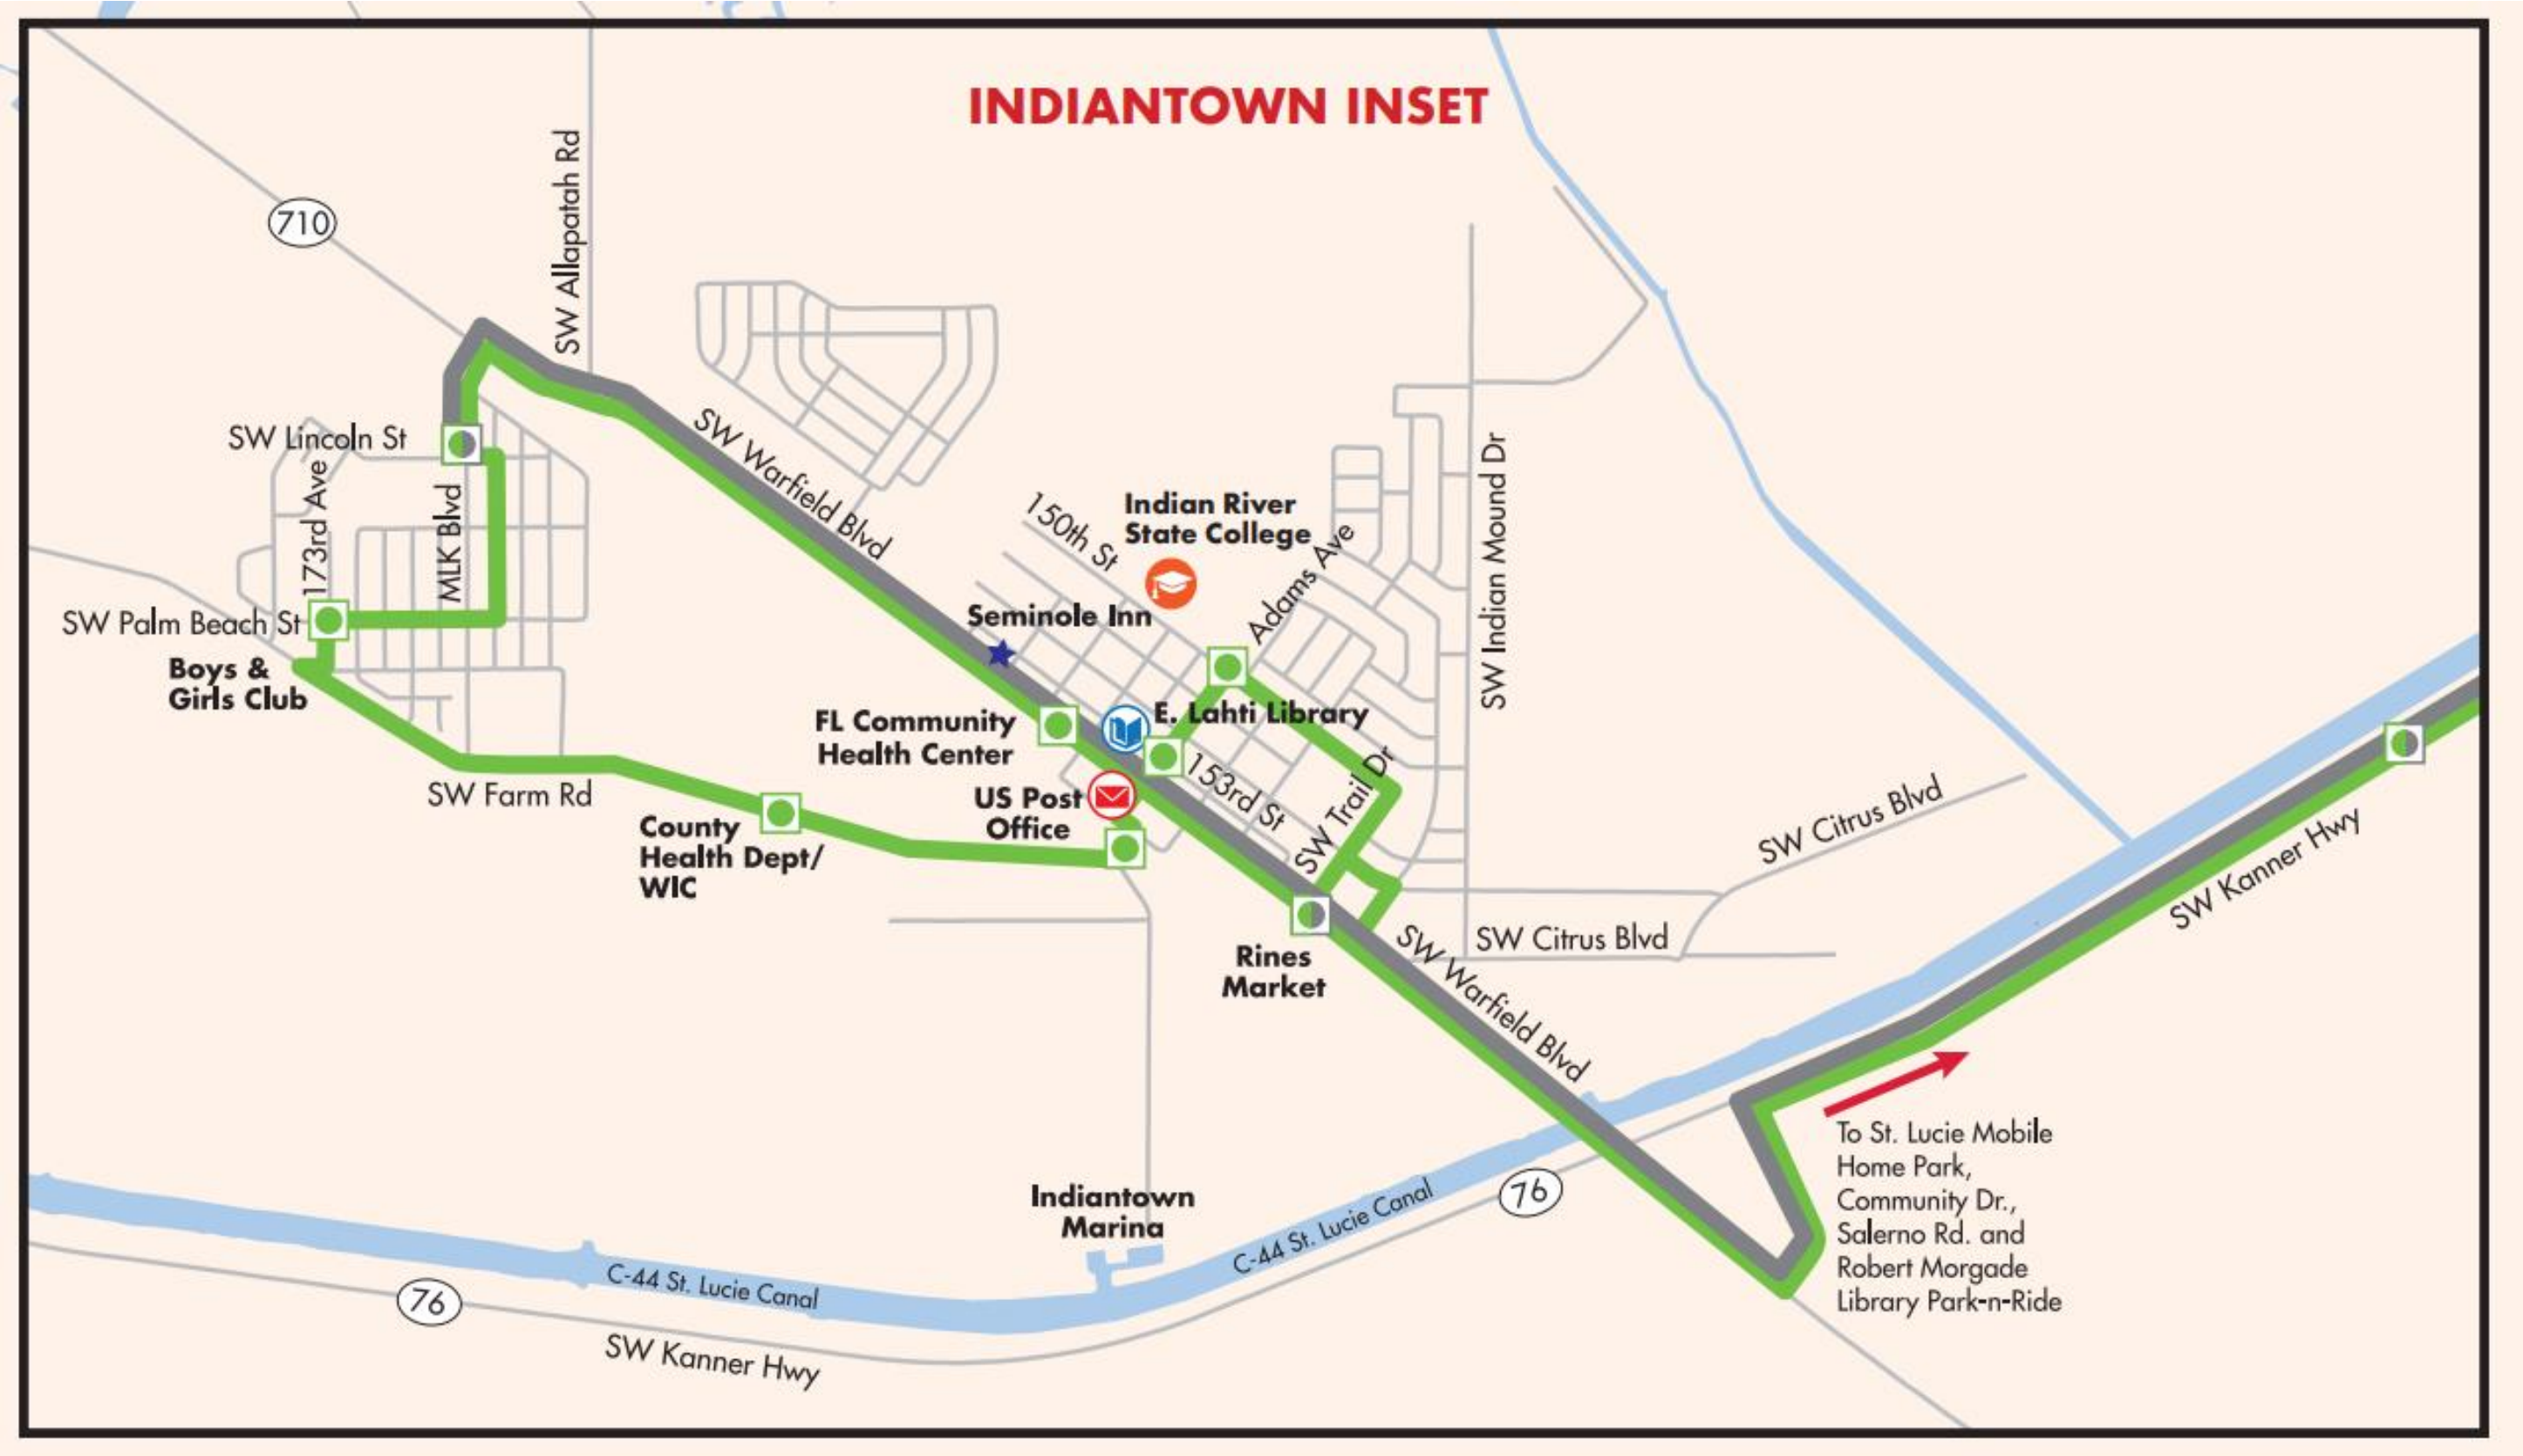 INDIANTOWN INSET
710
SW Allapatah Rd
SW Lincoln St
173rd Ave
MLK Blvd
SW Palm Beach St
Boys &
Girls Club
SW Farm Rd
SW Warfield Blvd
150th St
Indian River
State College
Adams Ave
Seminole Inn
SW Indian Mound Dr
FL Community
Health Center
E. Lahti Library
153rd St
US Post
Office
County
Health Dept/
WIC
SW Trail Dr
Rines
Market
SW Citrus Blvd
SW Citrus Blvd
SW Kanner Hwy
SW Warfield Blvd
To St. Lucie Mobile
Home Park,
Community Dr.,
Salerno Rd. and
Robert Morgade
Library Park-n-Ride
Indiantown
Marina
76
C-44 St. Lucie Canal
C-44 St. Lucie Canal
76
SW Kanner Hwy